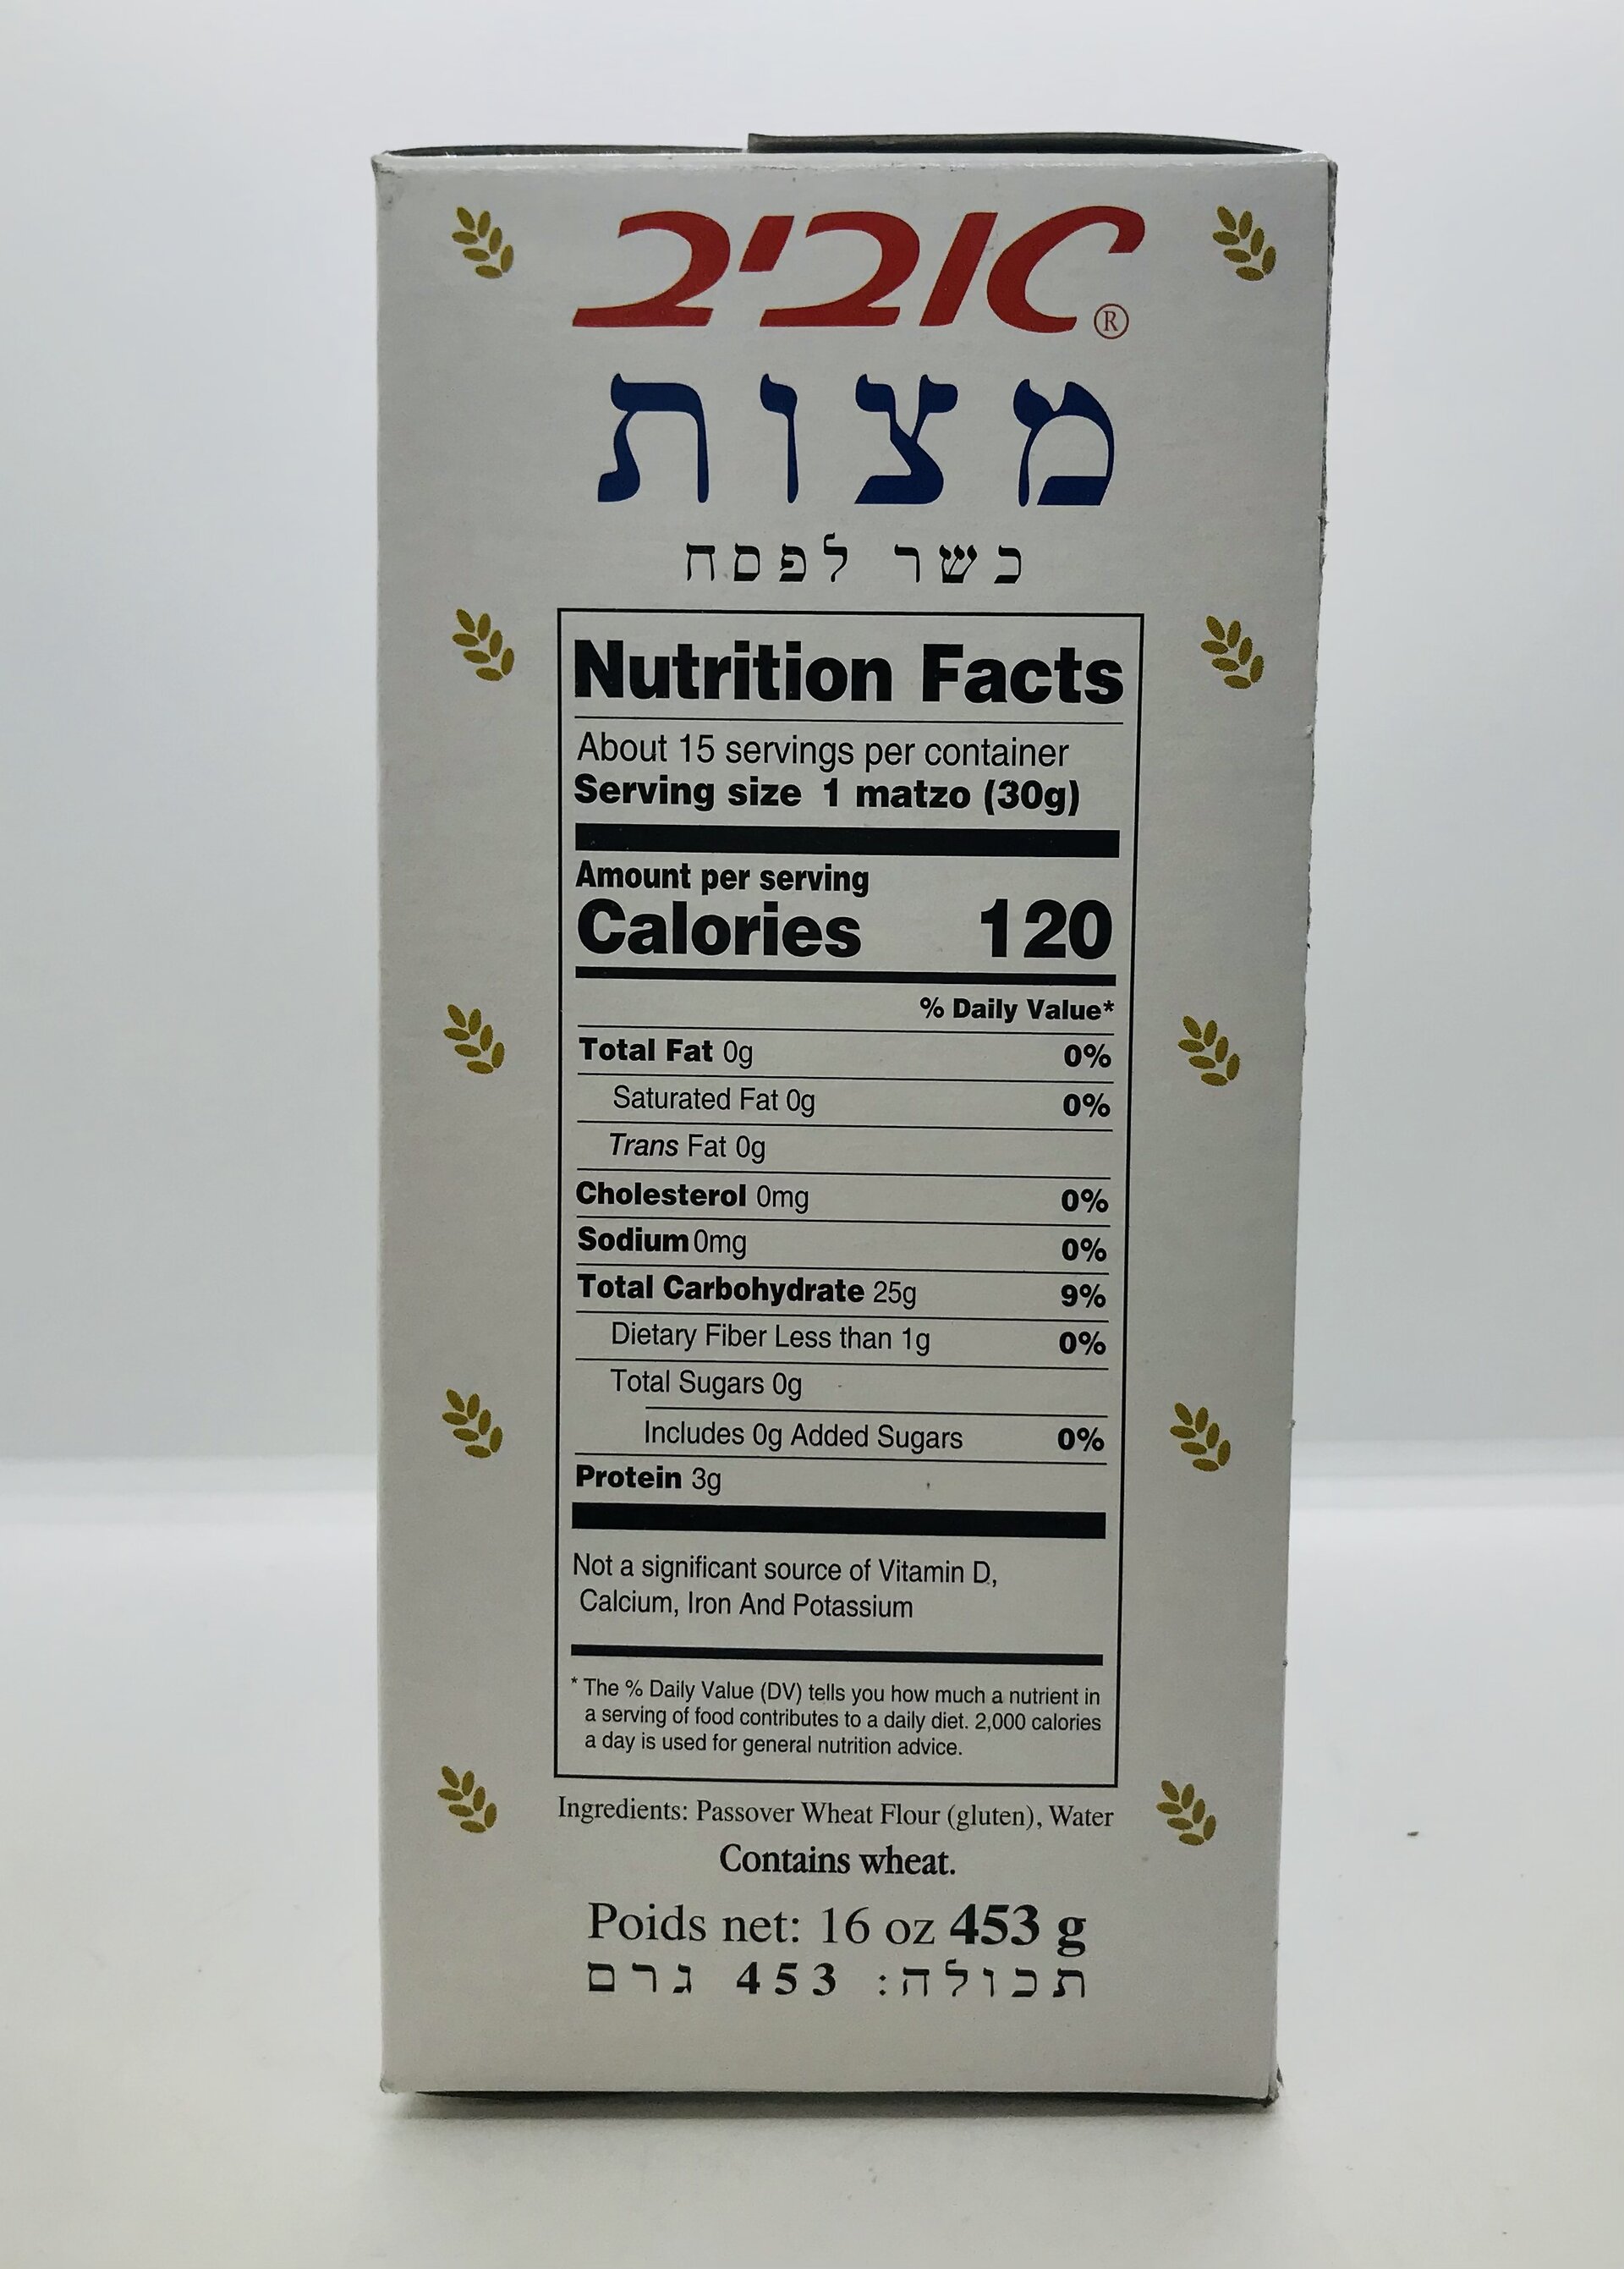 אביב®
מצות
כשר לפסח
Nutrition Facts
About 15 servings per container
Serving size 1 matzo (30g)
Amount per serving
Calories 120
% Daily Value*
Total Fat 0g 0%
Saturated Fat 0g 0%
Trans Fat 0g
Cholesterol 0mg 0%
Sodium 0mg 0%
Total Carbohydrate 25g 9%
Dietary Fiber Less than 1g 0%
Total Sugars 0g
Includes 0g Added Sugars 0%
Protein 3g
Not a significant source of Vitamin D,
Calcium, Iron And Potassium
* The % Daily Value (DV) tells you how much a nutrient in
a serving of food contributes to a daily diet. 2,000 calories
a day is used for general nutrition advice.
Ingredients: Passover Wheat Flour (gluten), Water
Contains wheat.
Poids net: 16 oz 453 g
תכולה: 453 גרם